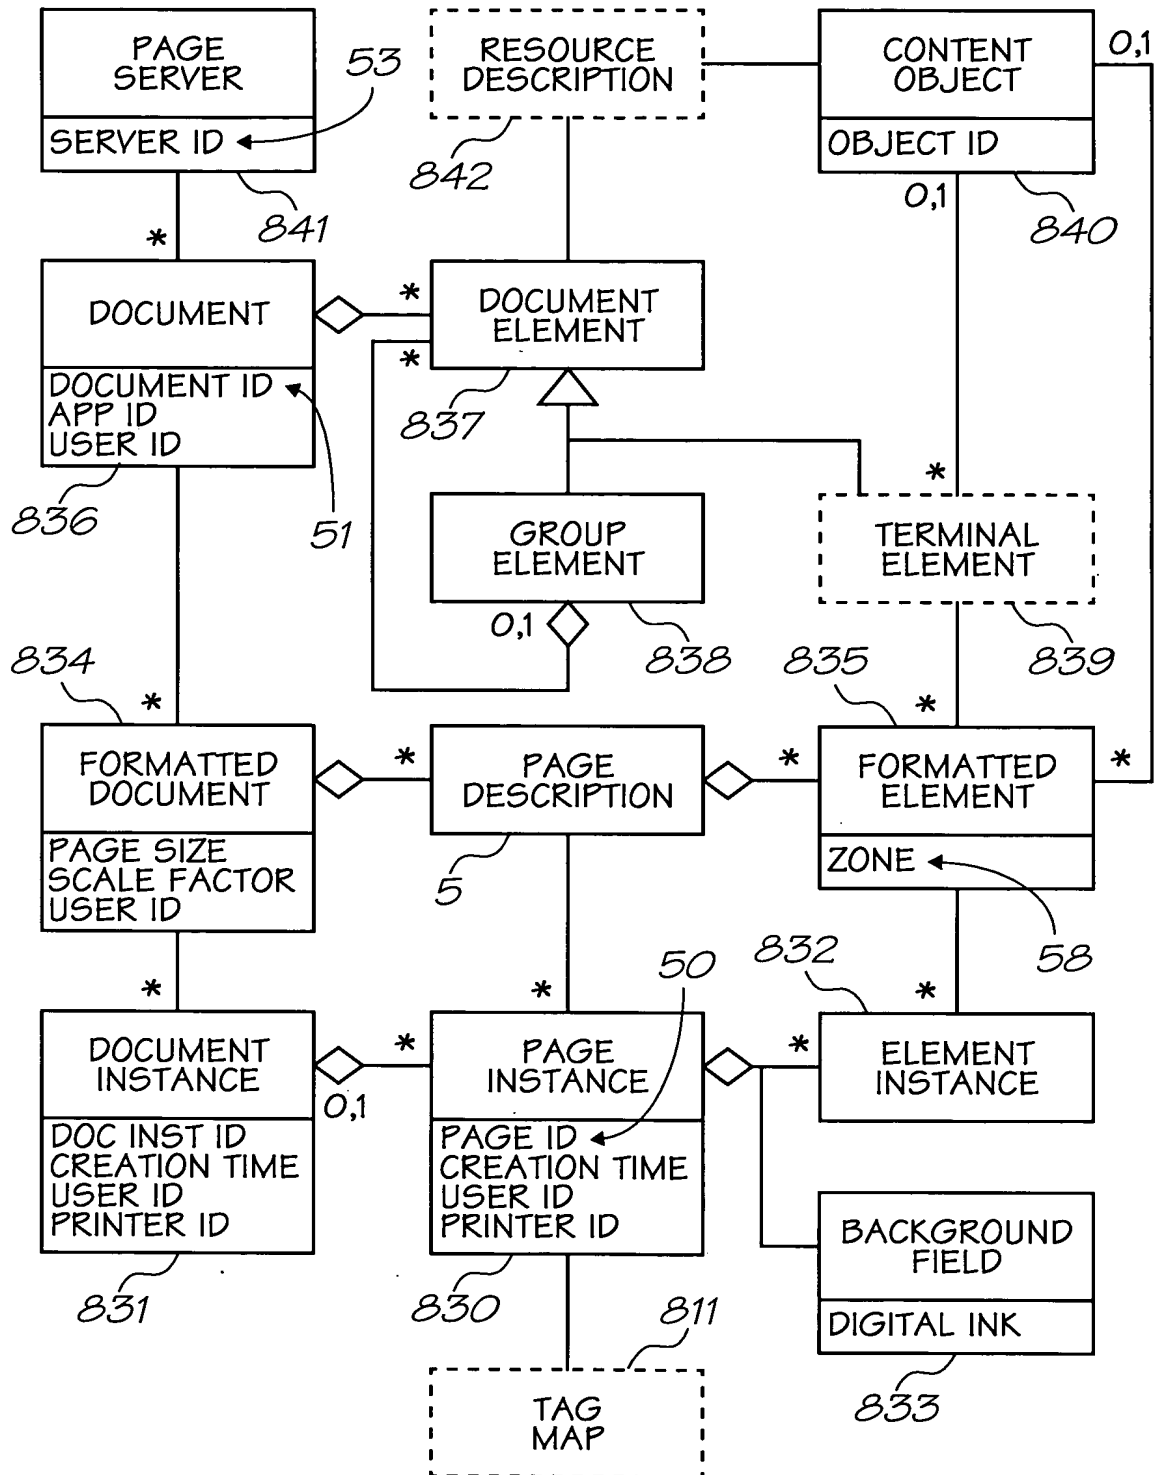 PAGE
SERVER
SERVER ID
53
841
RESOURCE
DESCRIPTION
842
CONTENT
OBJECT
OBJECT ID
0,1
0,1
840
*
DOCUMENT
DOCUMENT ID
APP ID
USER ID
836
51
*
*
DOCUMENT
ELEMENT
837
GROUP
ELEMENT
0,1
838
*
TERMINAL
ELEMENT
839
834
*
FORMATTED
DOCUMENT
PAGE SIZE
SCALE FACTOR
USER ID
*
PAGE
DESCRIPTION
5
835
*
*
*
FORMATTED
ELEMENT
ZONE
58
*
DOCUMENT
INSTANCE
0,1
DOC INST ID
CREATION TIME
USER ID
PRINTER ID
831
*
*
50
PAGE
INSTANCE
PAGE ID
CREATION TIME
USER ID
PRINTER ID
830
832
*
*
ELEMENT
INSTANCE
BACKGROUND
FIELD
DIGITAL INK
833
811
TAG
MAP